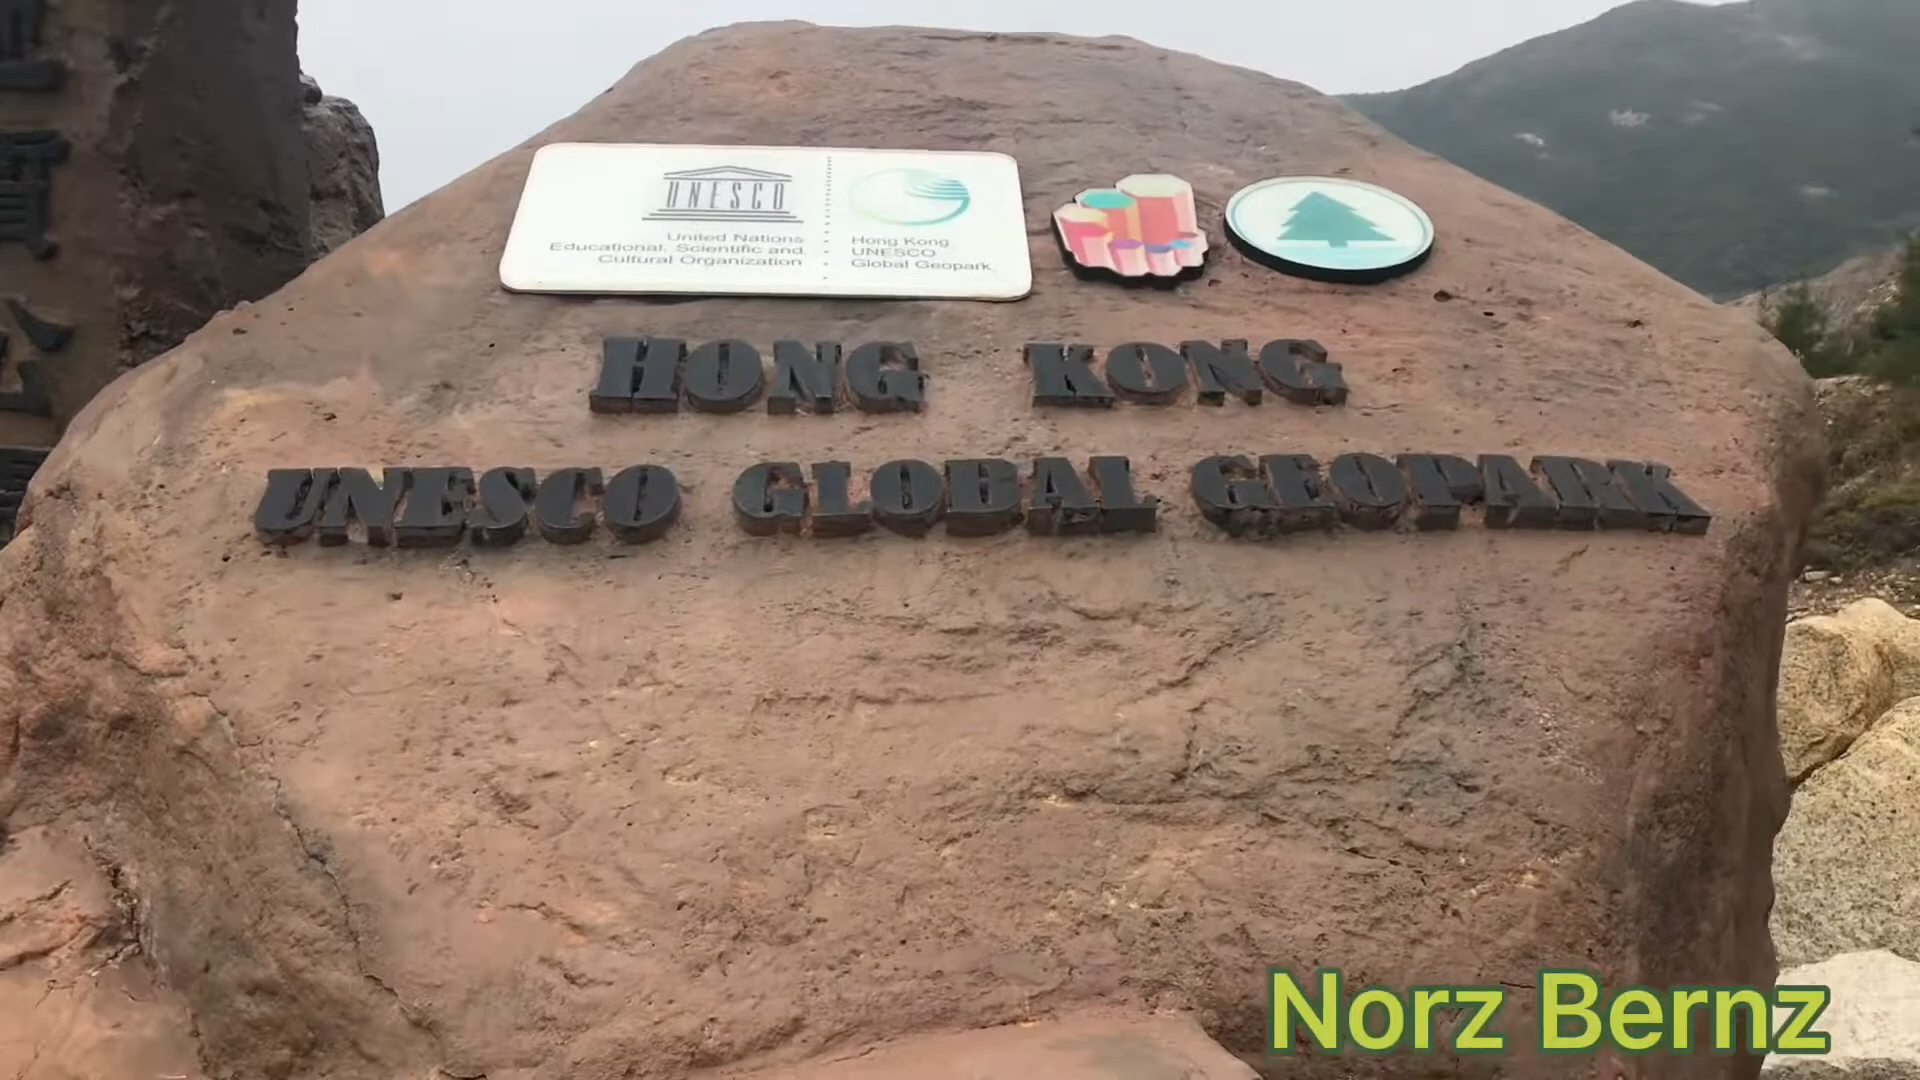 UNESCO
United Nations
Educational, Scientific and
Cultural Organization
Hong Kong
UNESCO
Global Geopark
HONG KONG
UNESCO GLOBAL GEOPARK
Norz Bernz